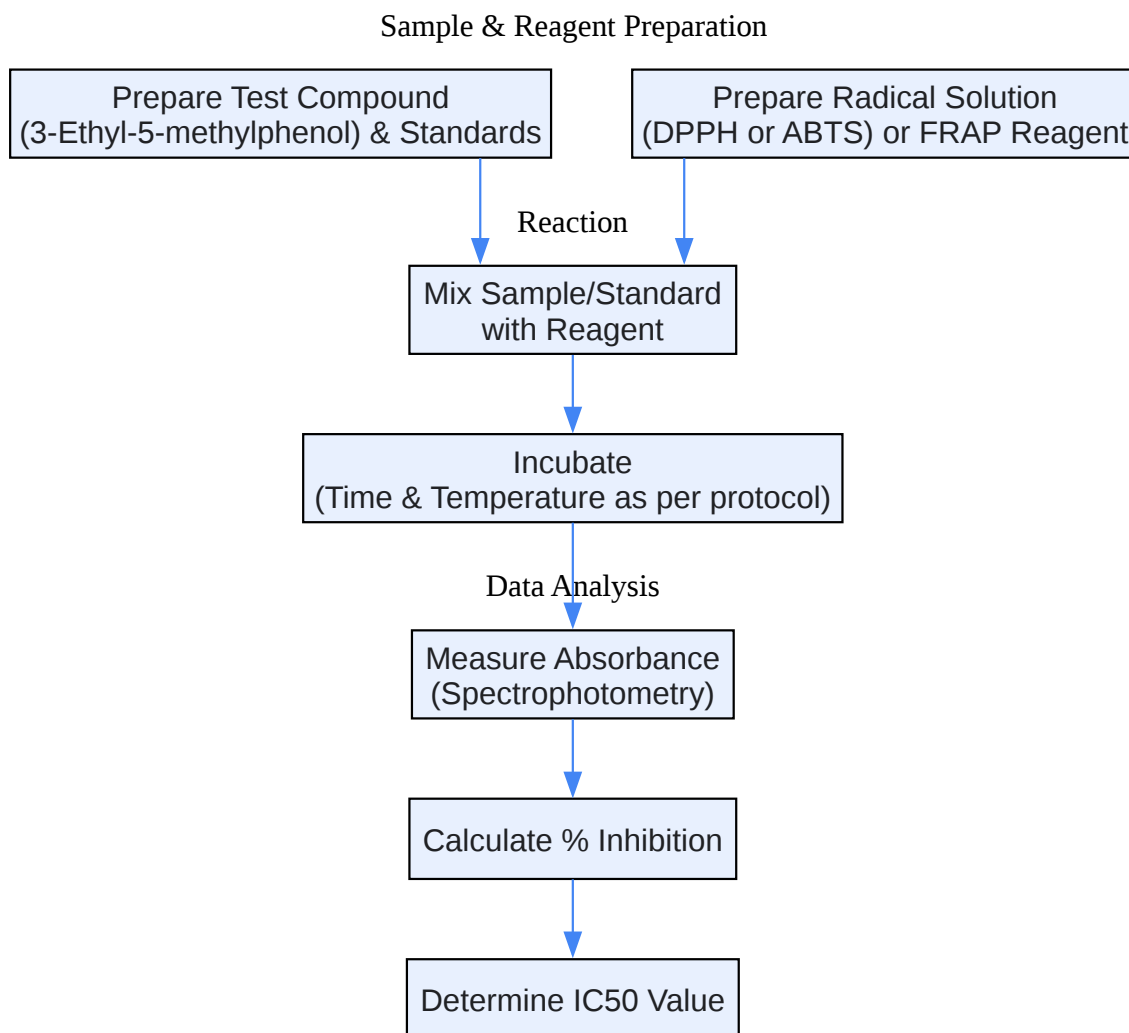 Sample & Reagent Preparation
Prepare Test Compound
(3-Ethyl-5-methylphenol) & Standards
Prepare Radical Solution
(DPPH or ABTS) or FRAP Reagent
Reaction
Mix Sample/Standard
with Reagent
Incubate
(Time & Temperature as per protocol)
Data Analysis
Measure Absorbance
(Spectrophotometry)
Calculate % Inhibition
Determine IC50 Value